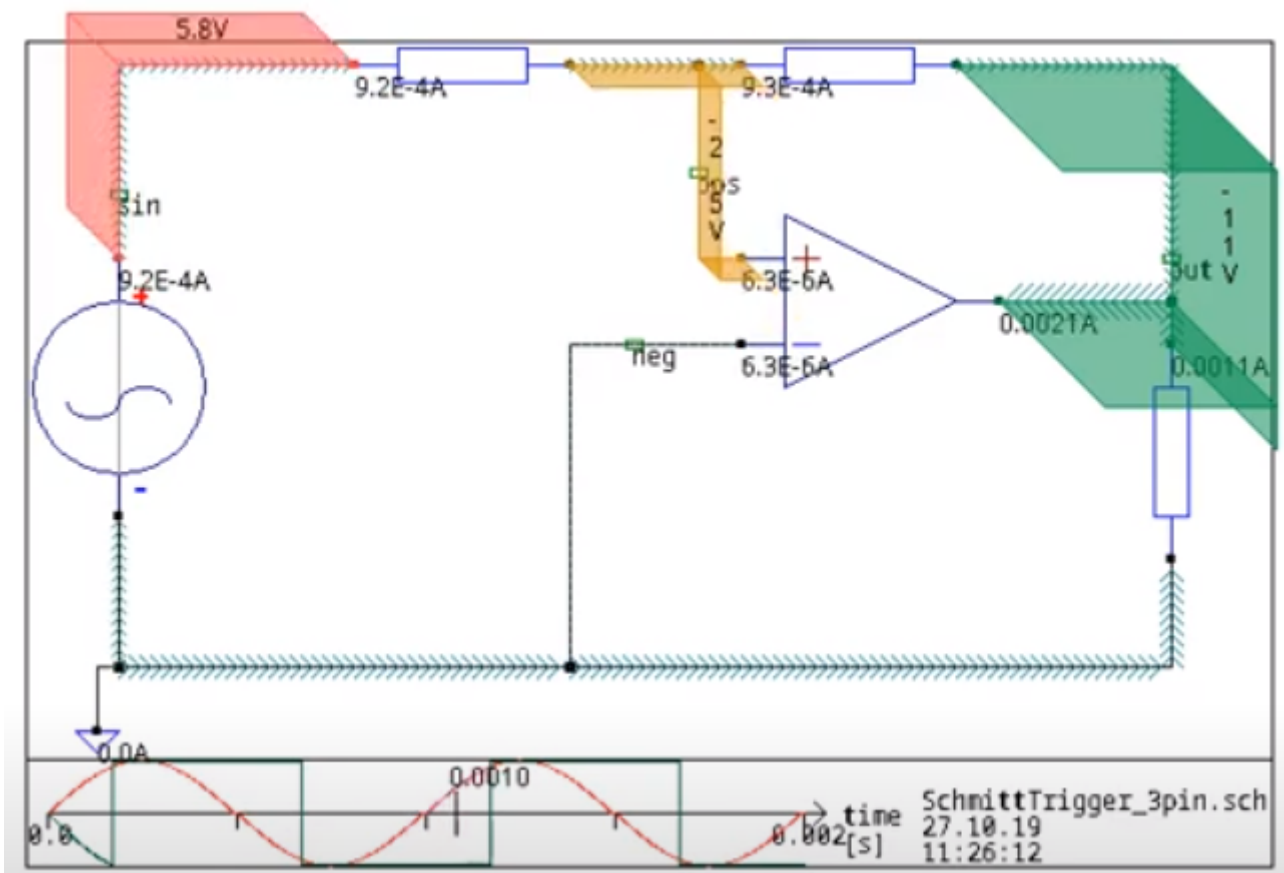 5.8V
9.2E-4A
9.3E-4A
-
2
5
V
pos
sin
9.2E-4A
+
6.3E-6A
-
1
1
V
out
0.0021A
neg
6.3E-6A
0.0011A
-
0.0A
0.0010
0.0
0.002
time
[s]
SchmittTrigger_3pin.sch
27.10.19
11:26:12